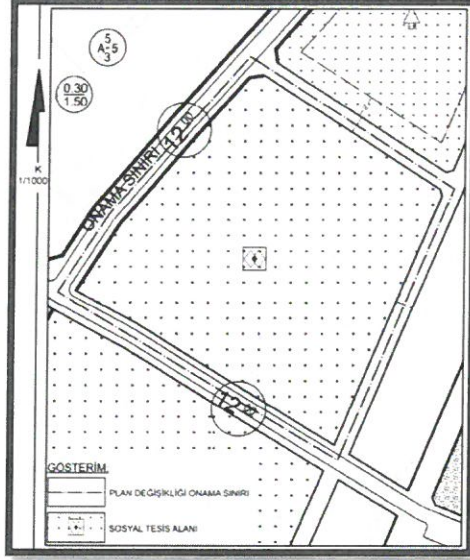 5
A-5
3
0.30
1.50
K
1/1000
ONAMA SINIRI
12.00
12.00
GÖSTERİM
PLAN DEĞİŞİKLİĞİ ONAMA SINIRI
SOSYAL TESİS ALANI